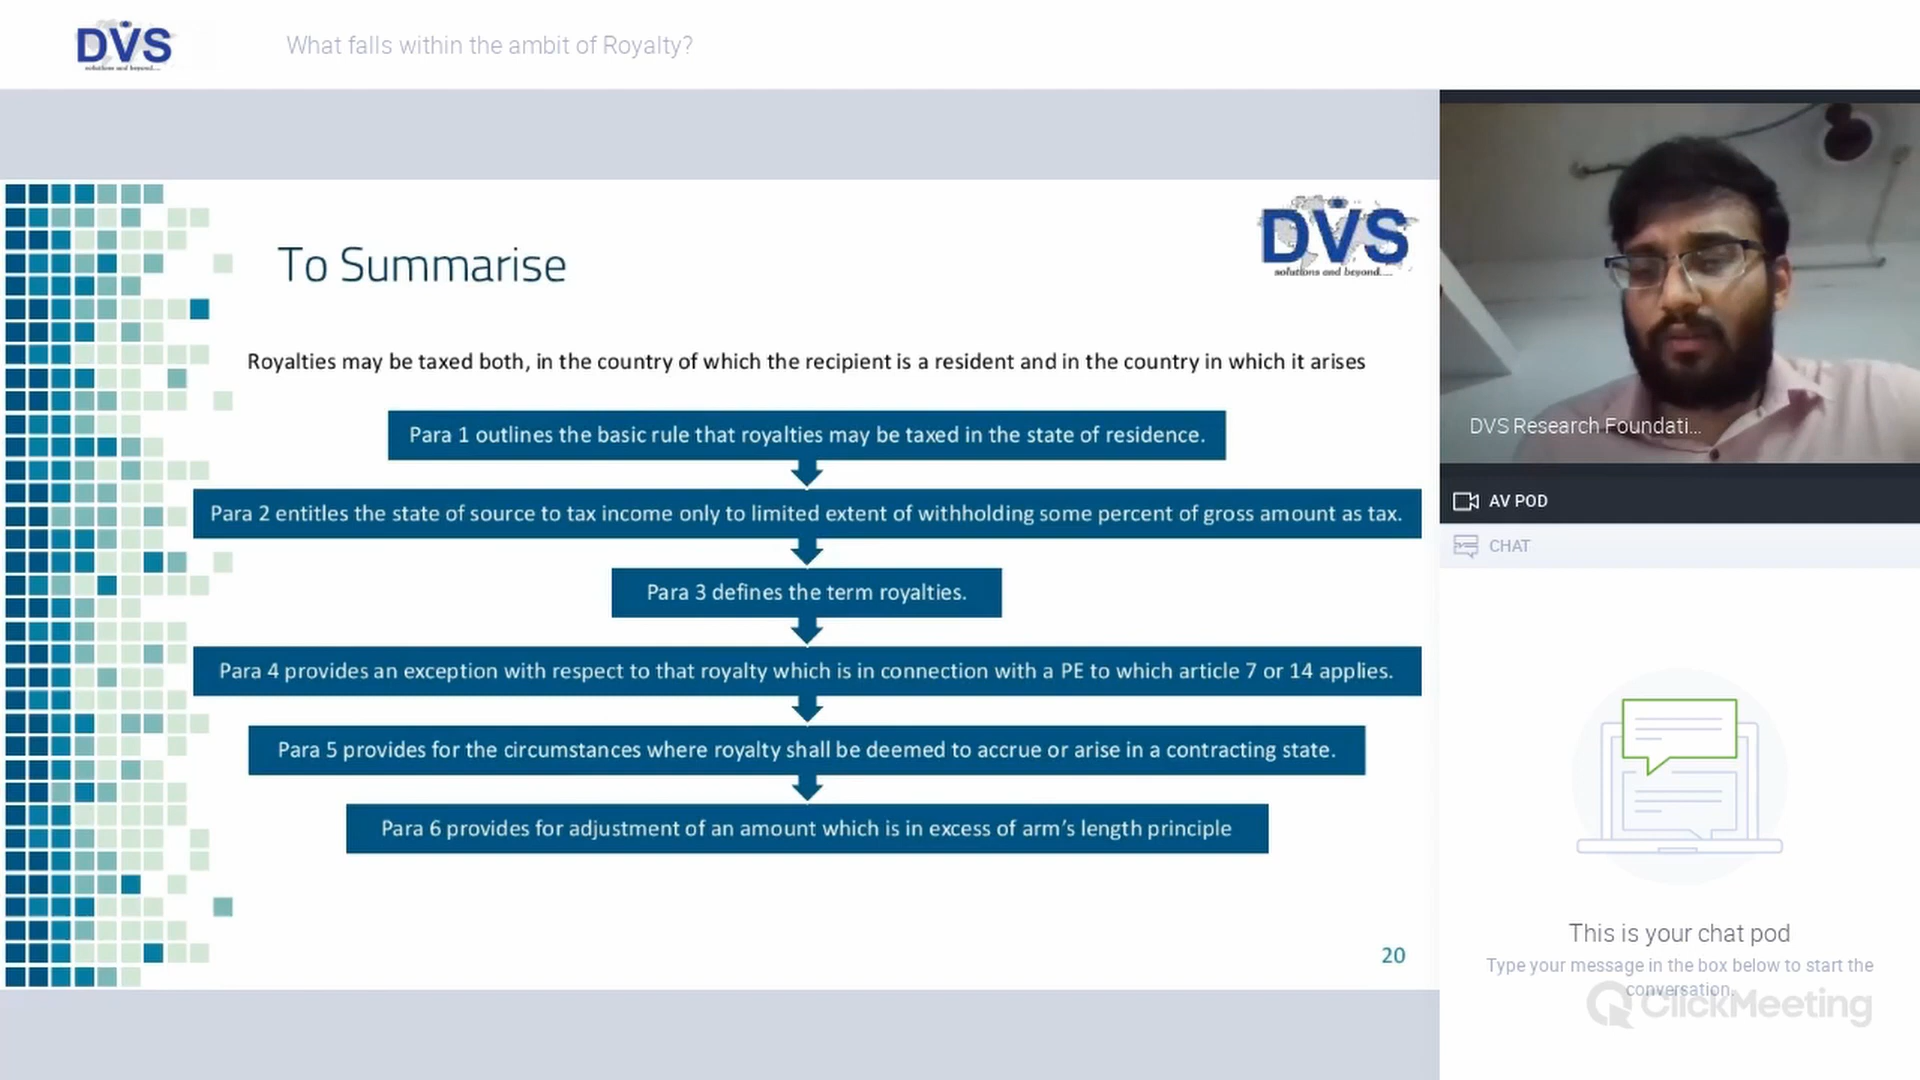 DVS
solutions and beyond....
What falls within the ambit of Royalty?
To Summarise
DVS
solutions and beyond....
Royalties may be taxed both, in the country of which the recipient is a resident and in the country in which it arises
Para 1 outlines the basic rule that royalties may be taxed in the state of residence.
Para 2 entitles the state of source to tax income only to limited extent of withholding some percent of gross amount as tax.
Para 3 defines the term royalties.
Para 4 provides an exception with respect to that royalty which is in connection with a PE to which article 7 or 14 applies.
Para 5 provides for the circumstances where royalty shall be deemed to accrue or arise in a contracting state.
Para 6 provides for adjustment of an amount which is in excess of arm’s length principle
20
DVS Research Foundati...
AV POD
CHAT
This is your chat pod
Type your message in the box below to start the
conversation.
ClickMeeting